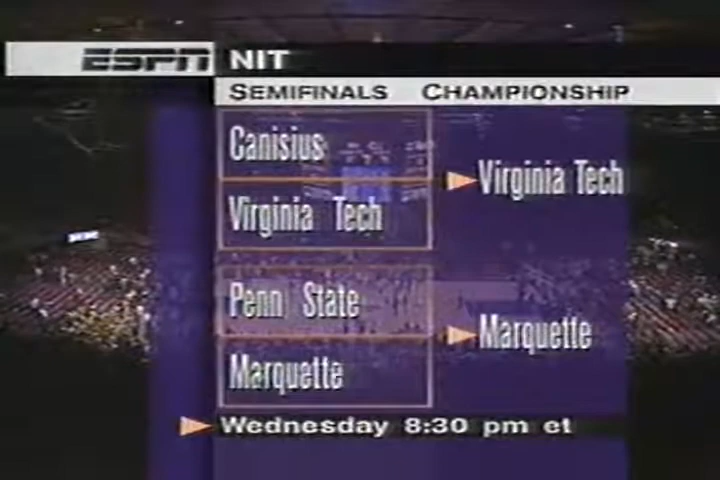 ESPN NIT
SEMIFINALS CHAMPIONSHIP
Canisius
Virginia Tech
Virginia Tech
Penn State
Marquette
Marquette
Wednesday 8:30 pm et